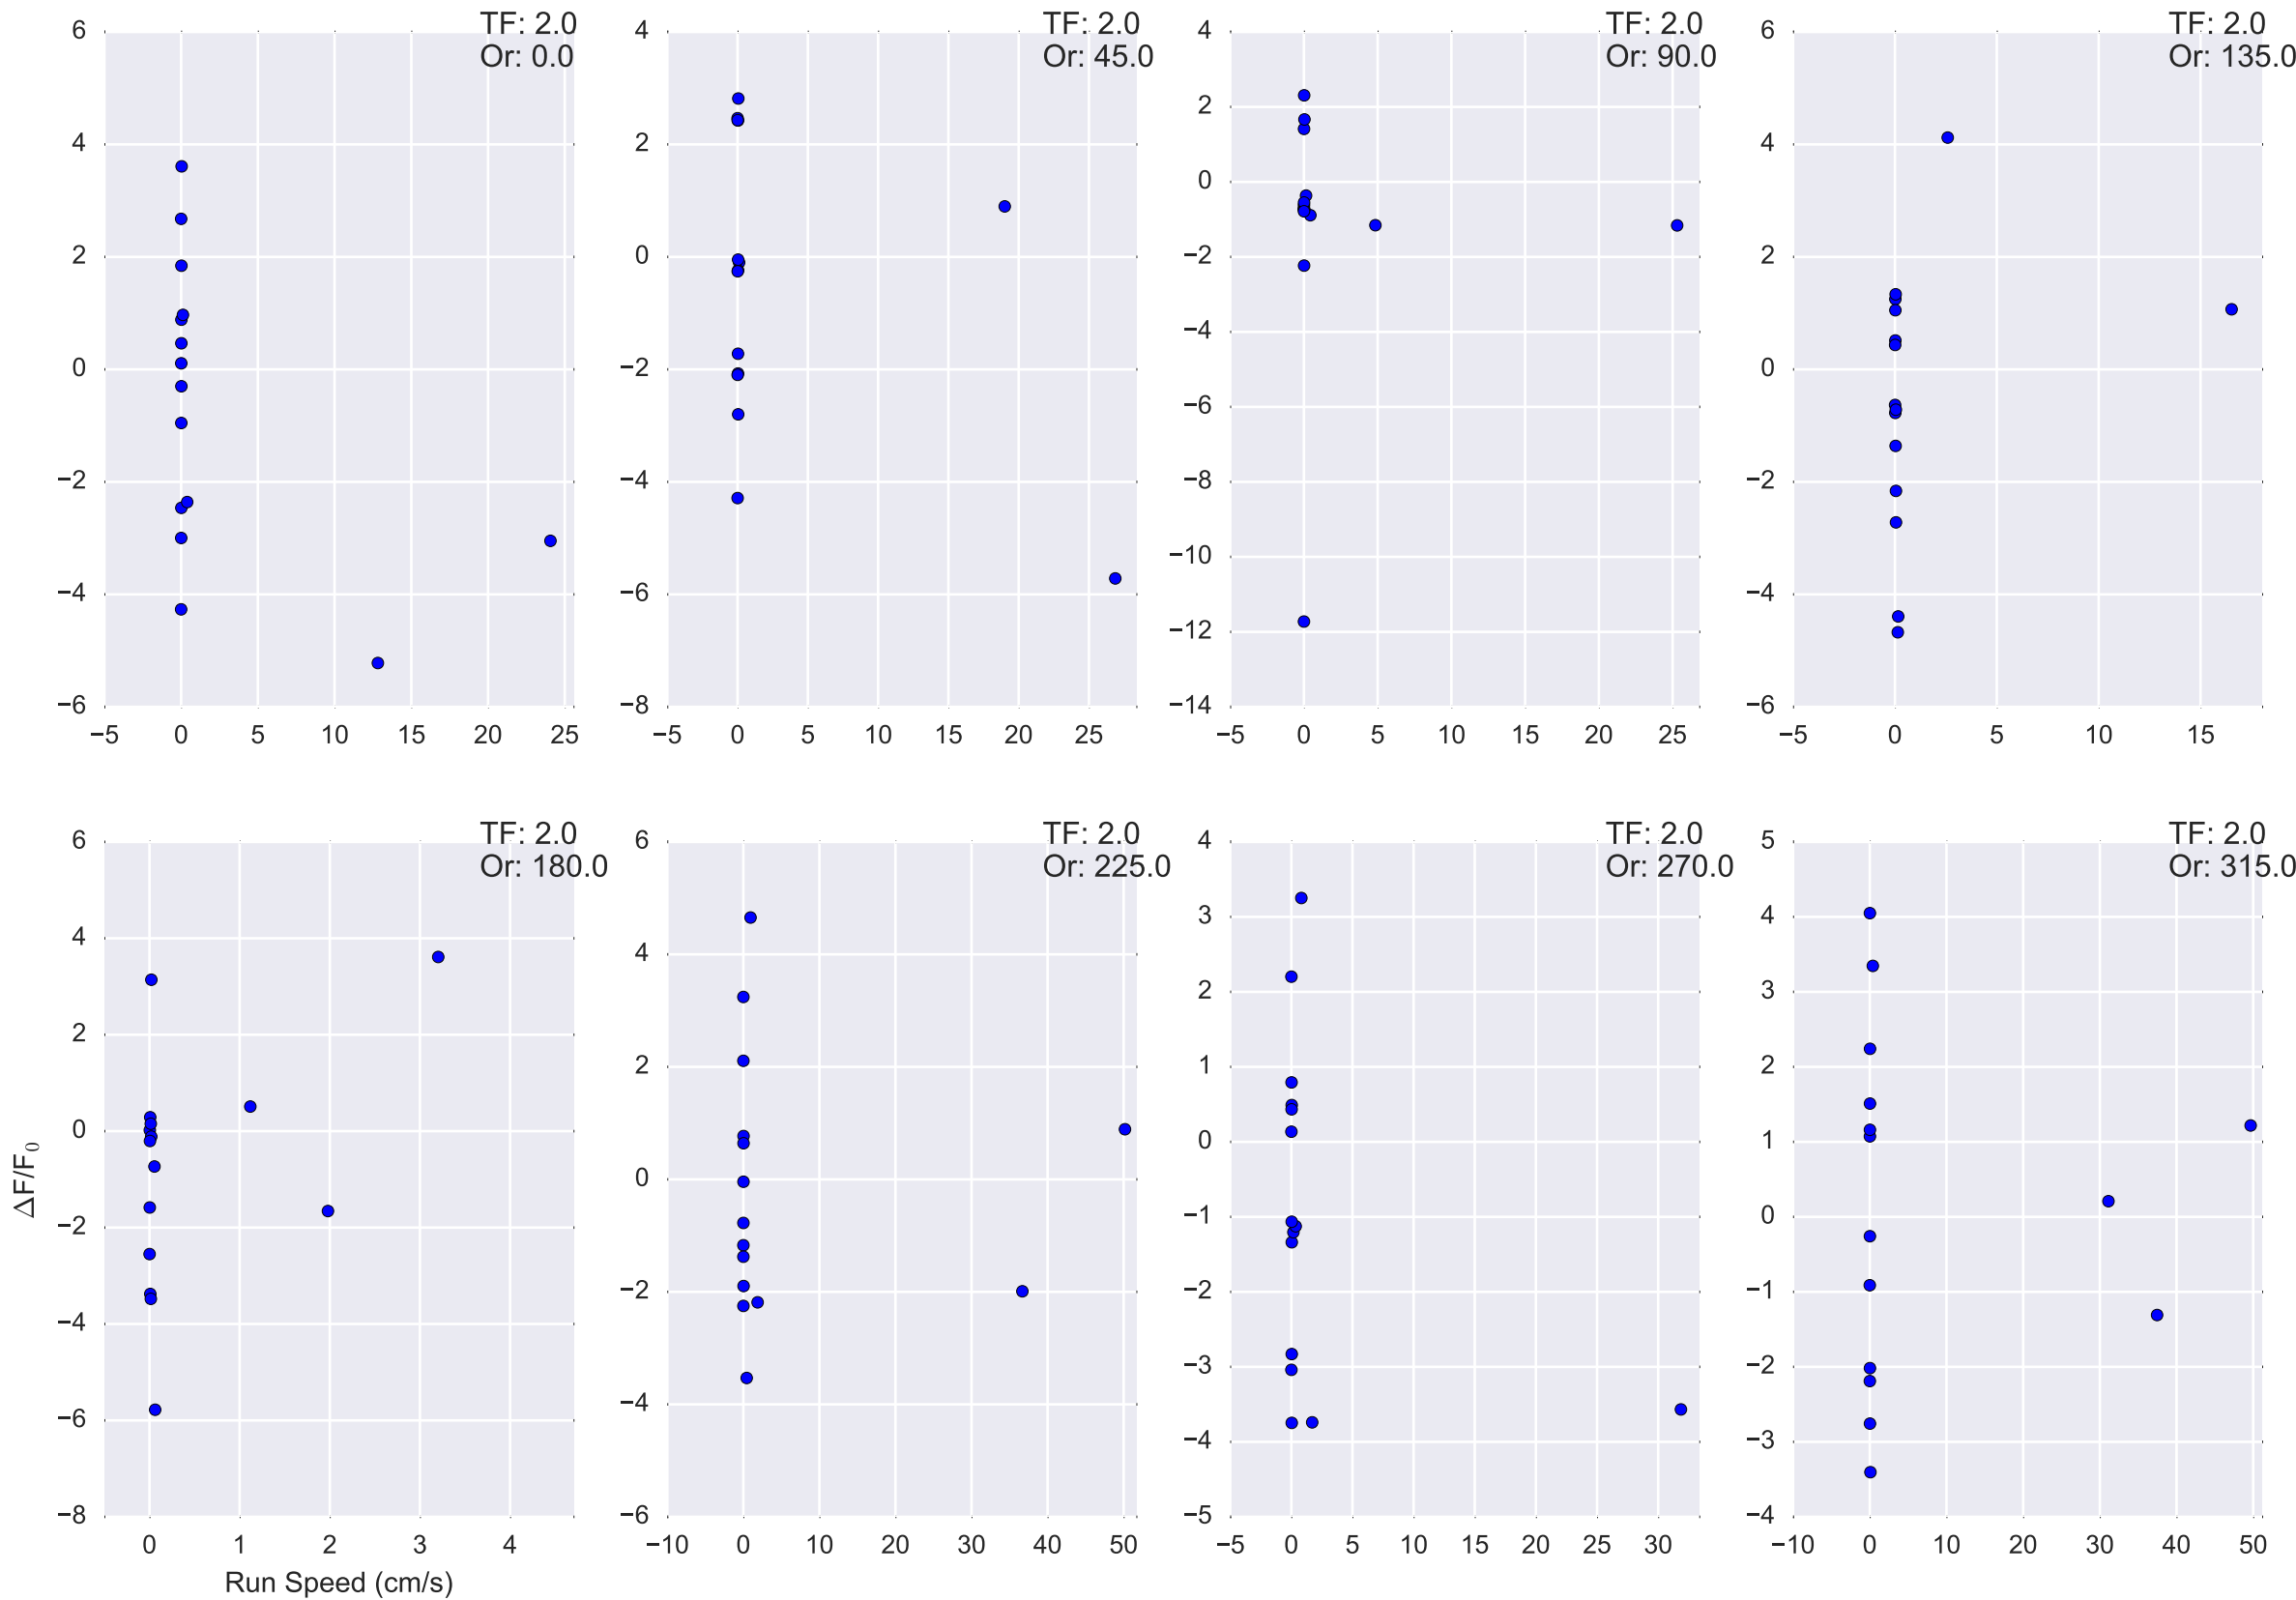 TF: 2.0
Or: 0.0
6
4
2
0
−2
−4
−6
−5 0 5 10 15 20 25
TF: 2.0
Or: 45.0
4
2
0
−2
−4
−6
−8
−5 0 5 10 15 20 25
TF: 2.0
Or: 90.0
4
2
0
−2
−4
−6
−8
−10
−12
−14
−5 0 5 10 15 20 25
TF: 2.0
Or: 135.0
6
4
2
0
−2
−4
−6
−5 0 5 10 15
TF: 2.0
Or: 180.0
6
4
2
0
−2
−4
−6
−8
ΔF/F₀
0 1 2 3 4
Run Speed (cm/s)
TF: 2.0
Or: 225.0
6
4
2
0
−2
−4
−6
−10 0 10 20 30 40 50
TF: 2.0
Or: 270.0
4
3
2
1
0
−1
−2
−3
−4
−5
−5 0 5 10 15 20 25 30
TF: 2.0
Or: 315.0
5
4
3
2
1
0
−1
−2
−3
−4
−10 0 10 20 30 40 50